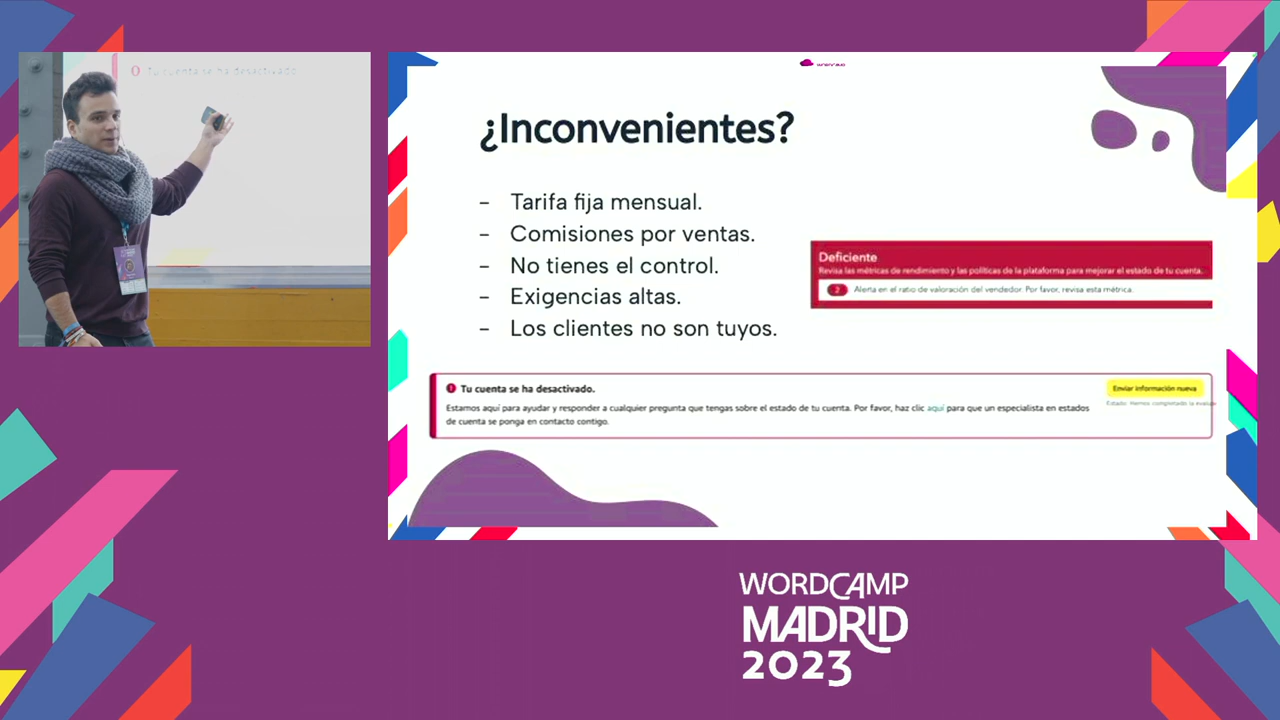 Tu cuenta se ha desactivado.
¿Inconvenientes?
- Tarifa fija mensual.
- Comisiones por ventas.
- No tienes el control.
- Exigencias altas.
- Los clientes no son tuyos.
Deficiente
Revisa las métricas de rendimiento y las políticas de la plataforma para mejorar el estado de tu cuenta.
2 Alerta en el ratio de valoración del vendedor. Por favor, revisa esta métrica.
Tu cuenta se ha desactivado.
Enviar información nueva
Estamos aquí para ayudar y responder a cualquier pregunta que tengas sobre el estado de tu cuenta. Por favor, haz clic aquí para que un especialista en estados
de cuenta se ponga en contacto contigo.
Estado: Hemos completado la
WORDCAMP
MADRID
2023